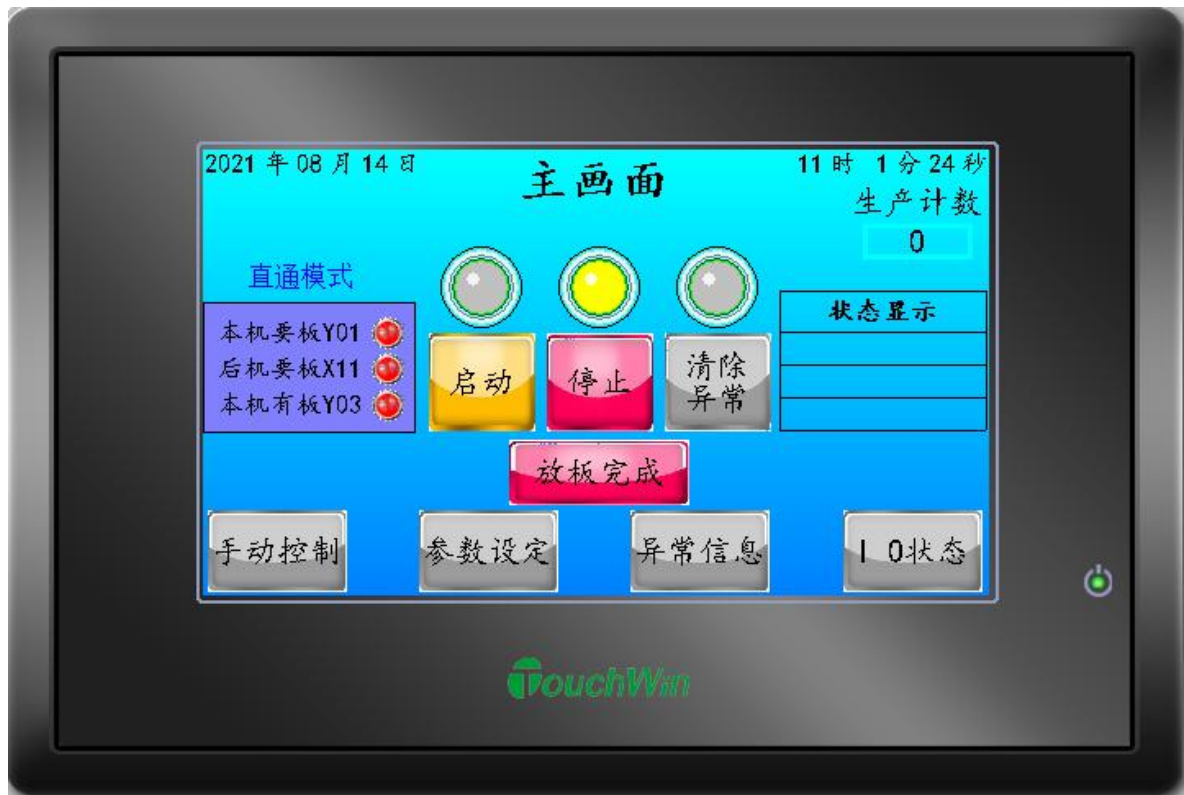 2021 年 08 月 14 日
主画面
11 时 1 分 24 秒
生产计数
0
直通模式
本机要板Y01
后机要板X11
本机有板Y03
启动
停止
清除
异常
状态显示
放板完成
手动控制
参数设定
异常信息
I O状态
TouchWin